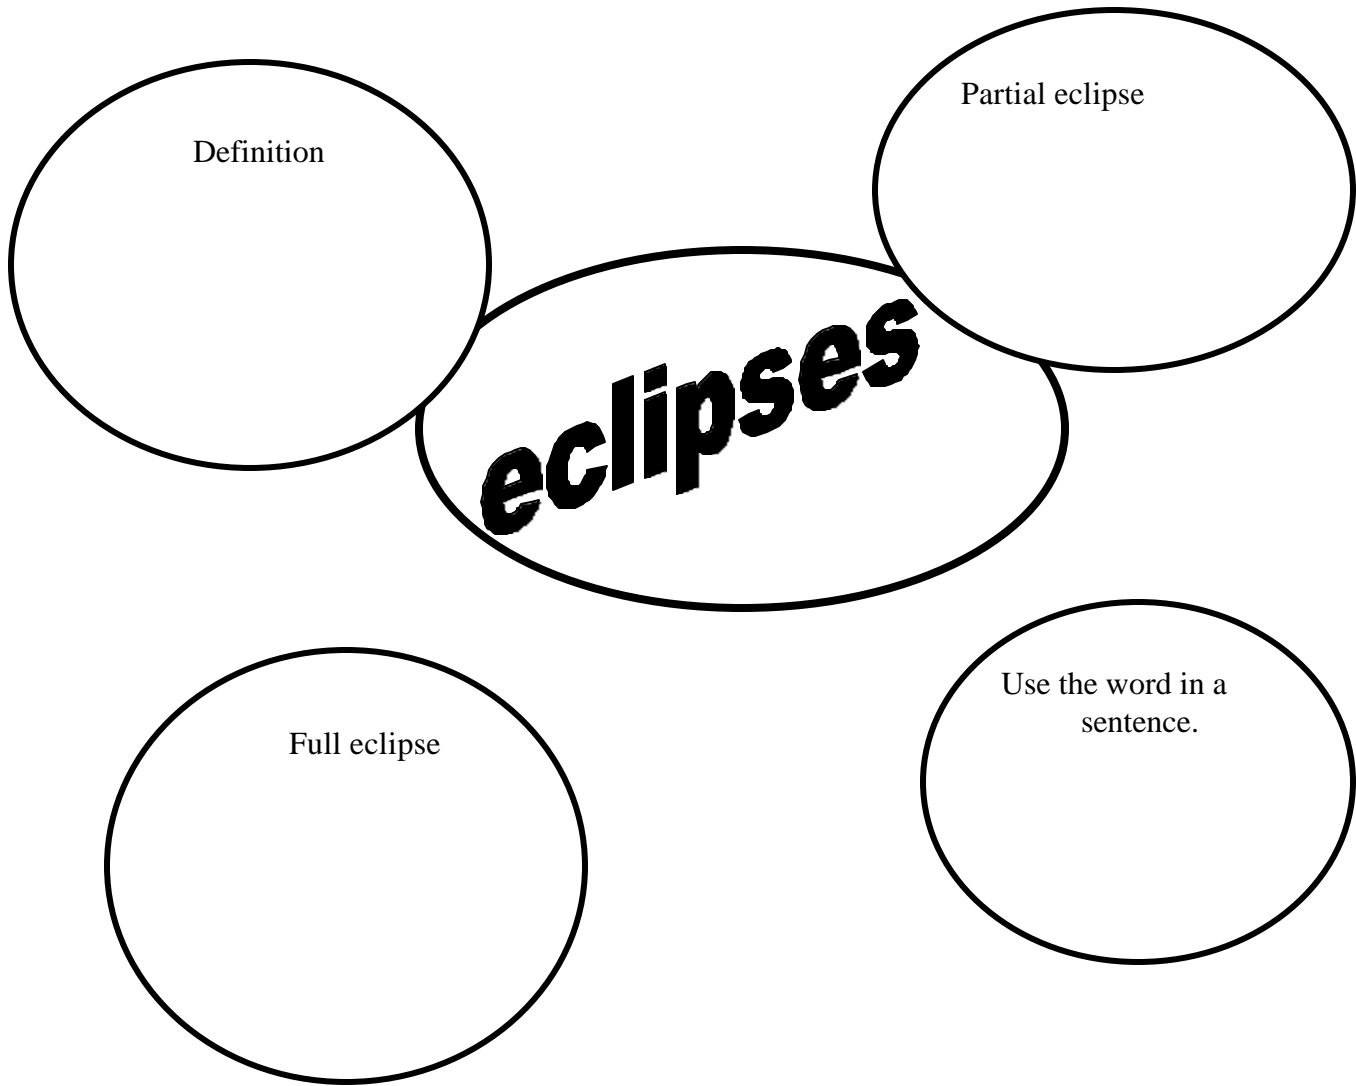 Partial eclipse
Definition
eclipses
Use the word in a
sentence.
Full eclipse